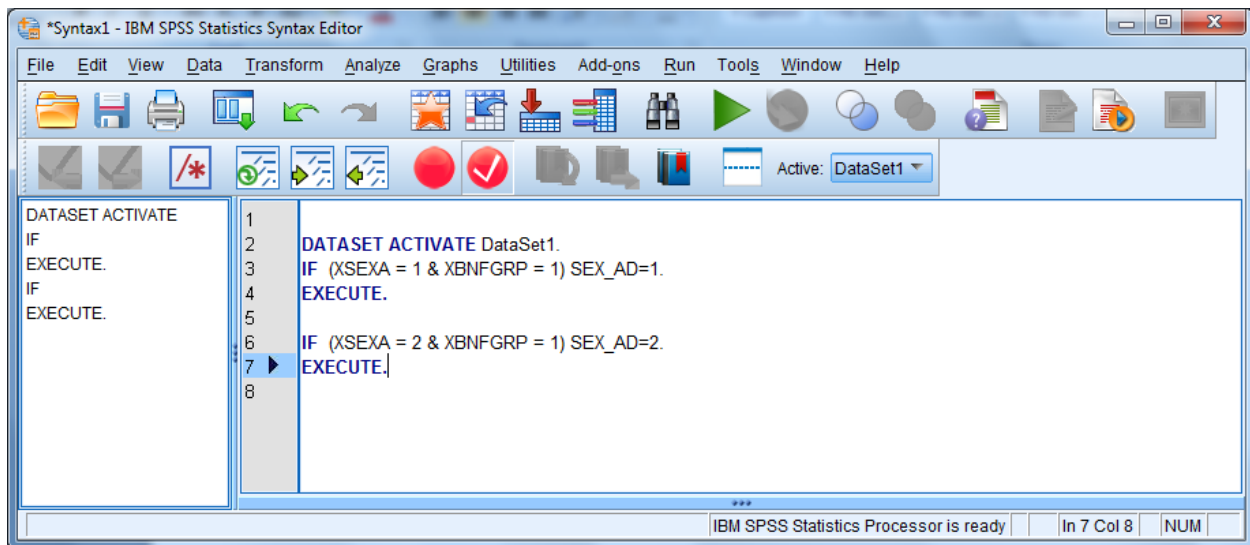 *Syntax1 - IBM SPSS Statistics Syntax Editor
File Edit View Data Transform Analyze Graphs Utilities Add-ons Run Tools Window Help
/*
Active: DataSet1
DATASET ACTIVATE
IF
EXECUTE.
IF
EXECUTE.
1
2 DATASET ACTIVATE DataSet1.
3 IF (XSEXA = 1 & XBNFGRP = 1) SEX_AD=1.
4 EXECUTE.
5
6 IF (XSEXA = 2 & XBNFGRP = 1) SEX_AD=2.
7 EXECUTE.
8
IBM SPSS Statistics Processor is ready In 7 Col 8 NUM